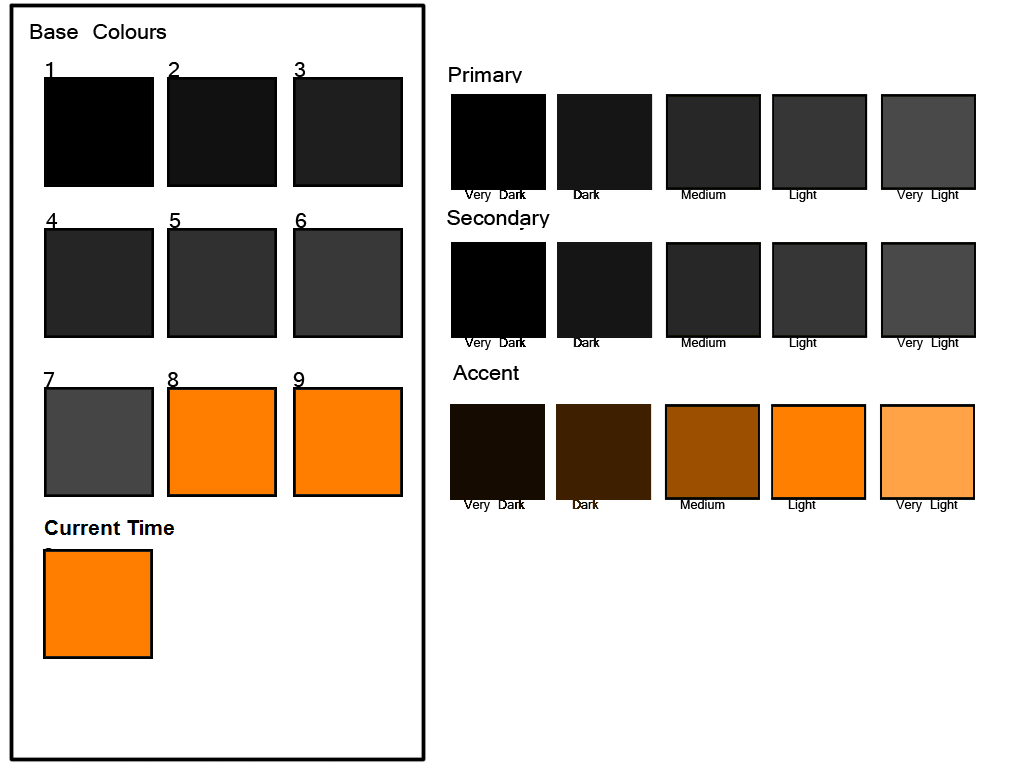 Base Colours
1 2 3
4 5 6
7 8 9
Current Time
Primary
Very Dark Dark Medium Light Very Light
Secondary
Very Dark Dark Medium Light Very Light
Accent
Very Dark Dark Medium Light Very Light